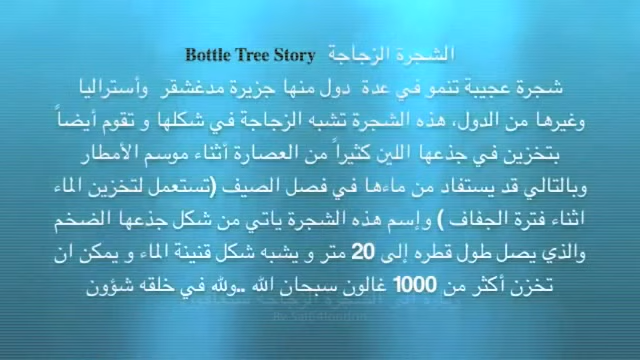 الشجرة الزجاجة Bottle Tree Story
شجرة عجيبة تنمو في عدة دول منها جزيرة مدغشقر وأستراليا
وغيرها من الدول، هذه الشجرة تشبه الزجاجة في شكلها و تقوم أيضاً
بتخزين في جذعها اللين كثيراً من العصارة أثناء موسم الأمطار
وبالتالي قد يستفاد من ماءها في فصل الصيف (تستعمل لتخزين الماء
اثناء فترة الجفاف ) وإسم هذه الشجرة ياتي من شكل جذعها الضخم
والذي يصل طول قطره إلى 20 متر و يشبه شكل قنينة الماء و يمكن ان
تخزن أكثر من 1000 غالون سبحان الله ..ولله في خلقه شؤون